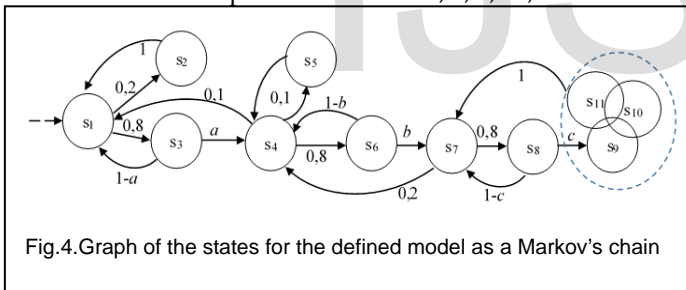 1
S2
S5
1
0,2
0,1
0,1
1-b
S11
S10
S1
0,8
S3
a
S4
0,8
S6
b
S7
0,8
S8
c
S9
1-a
0,2
1-c
Fig.4.Graph of the states for the defined model as a Markov's chain